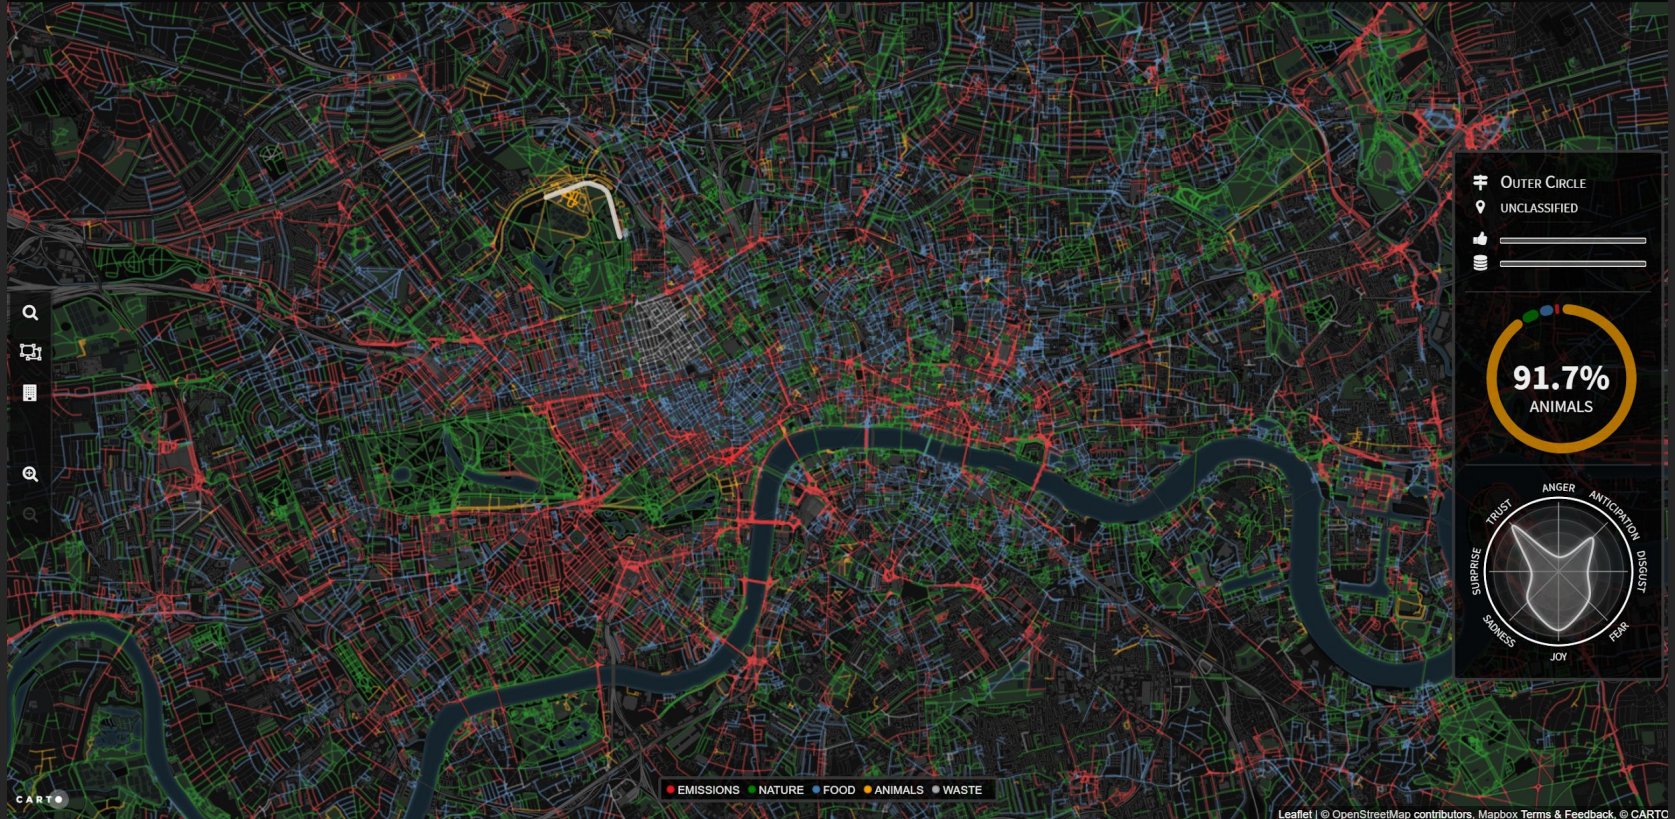 Outer Circle
UNCLASSIFIED
91.7%
ANIMALS
ANGER
ANTICIPATION
DISGUST
FEAR
JOY
SADNESS
SURPRISE
TRUST
EMISSIONS NATURE FOOD ANIMALS WASTE
CARTO
Leaflet | © OpenStreetMap contributors, Mapbox Terms & Feedback, © CARTO